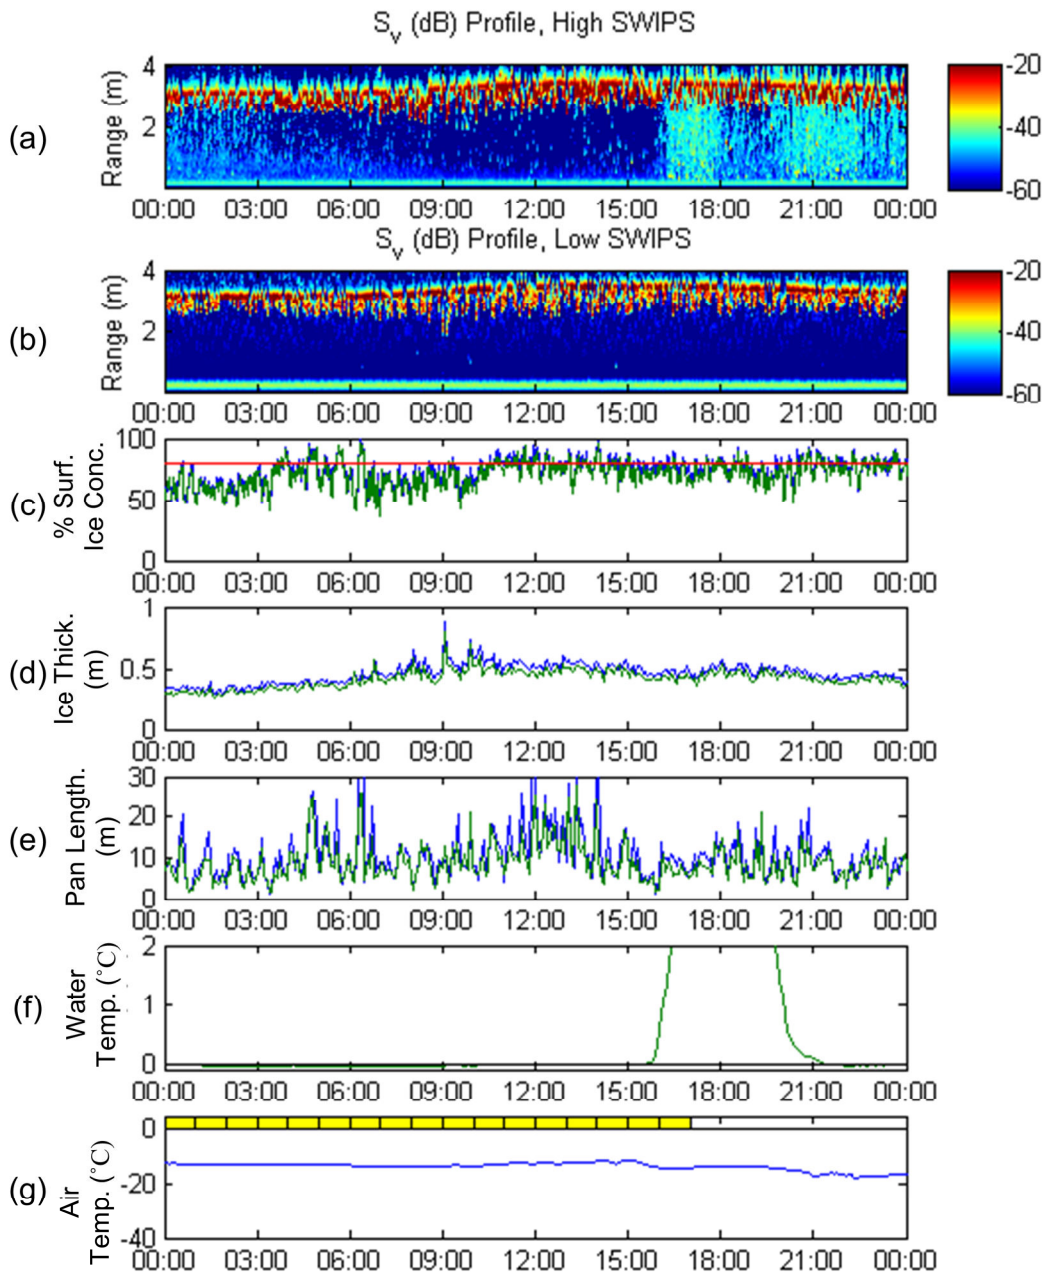 S_v (dB) Profile, High SWIPS
(a)
Range (m)
4
2
-20
-40
-60
00:00 03:00 06:00 09:00 12:00 15:00 18:00 21:00 00:00
S_v (dB) Profile, Low SWIPS
(b)
Range (m)
4
2
-20
-40
-60
00:00 03:00 06:00 09:00 12:00 15:00 18:00 21:00 00:00
(c)
% Surf.
Ice Conc.
100
50
0
00:00 03:00 06:00 09:00 12:00 15:00 18:00 21:00 00:00
(d)
Ice Thick.
(m)
1
0.5
0
00:00 03:00 06:00 09:00 12:00 15:00 18:00 21:00 00:00
(e)
Pan Length.
(m)
30
20
10
0
00:00 03:00 06:00 09:00 12:00 15:00 18:00 21:00 00:00
(f)
Water
Temp. (°C)
2
1
0
00:00 03:00 06:00 09:00 12:00 15:00 18:00 21:00 00:00
(g)
Air
Temp. (°C)
0
-20
-40
00:00 03:00 06:00 09:00 12:00 15:00 18:00 21:00 00:00